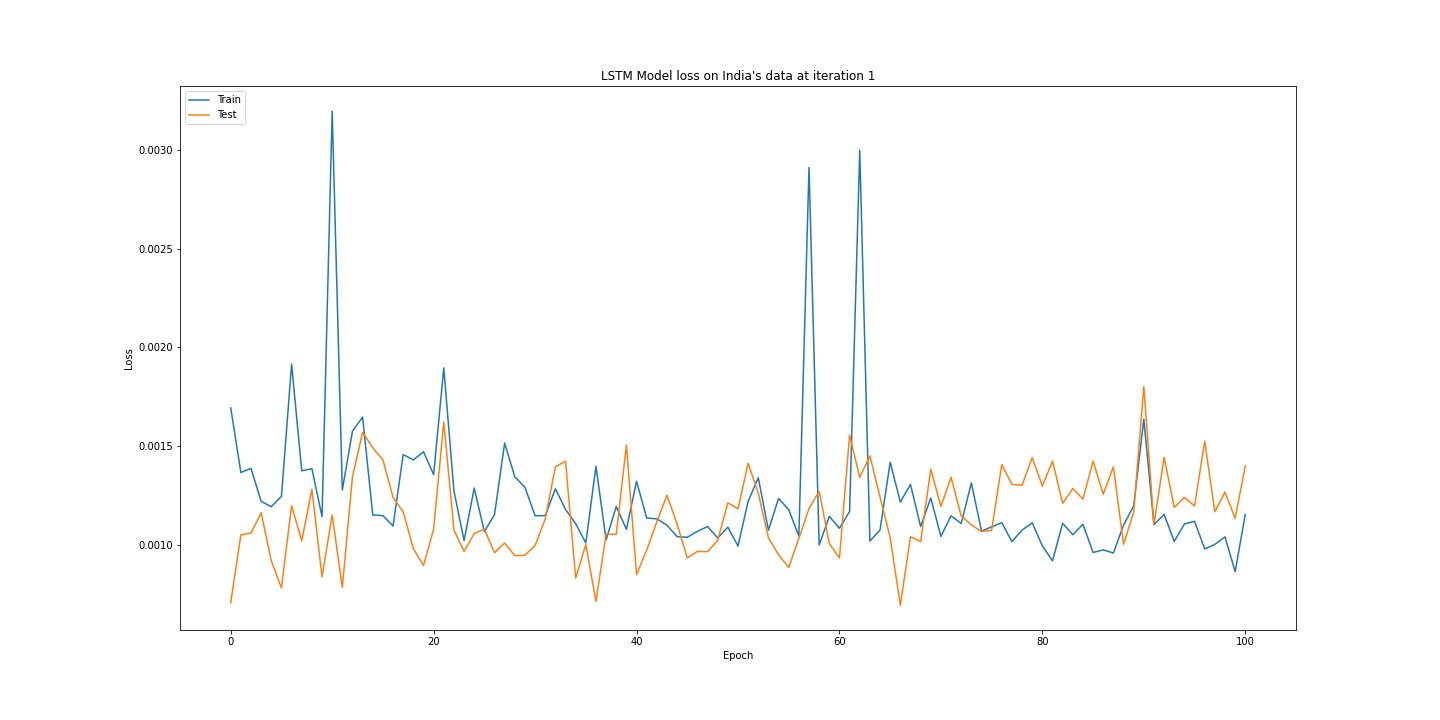 LSTM Model loss on India's data at iteration 1
Train
Test
0.0030
0.0025
0.0020
0.0015
0.0010
Loss
0 20 40 60 80 100
Epoch